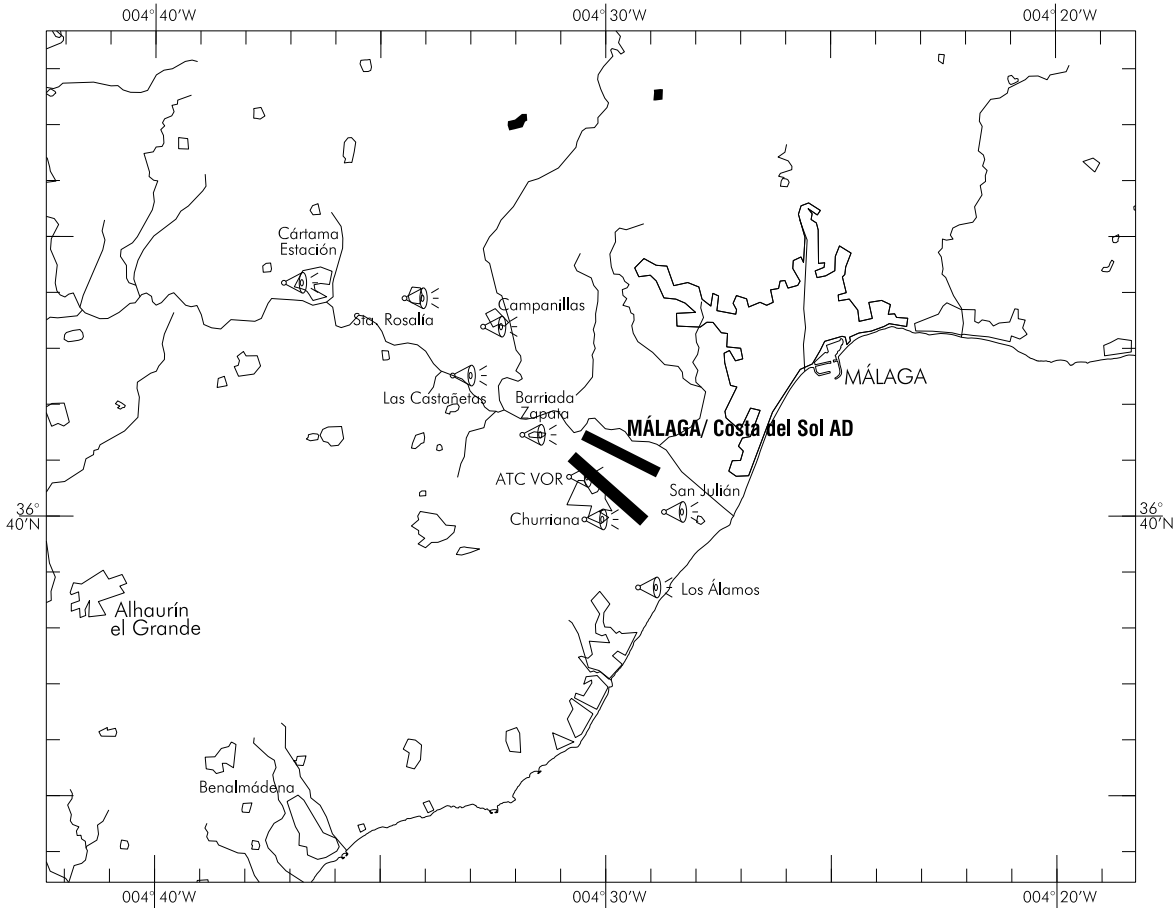 004°40'W
004°30'W
004°20'W
Cártama
Estación
Sta. Rosalía
Campanillas
Las Castañetas
Barriada
Zapata
MÁLAGA
MÁLAGA/ Costa del Sol AD
ATC VOR
San Julián
Churriana
36°
40'N
36°
40'N
Los Álamos
Alhaurín
el Grande
Benalmádena
004°40'W
004°30'W
004°20'W